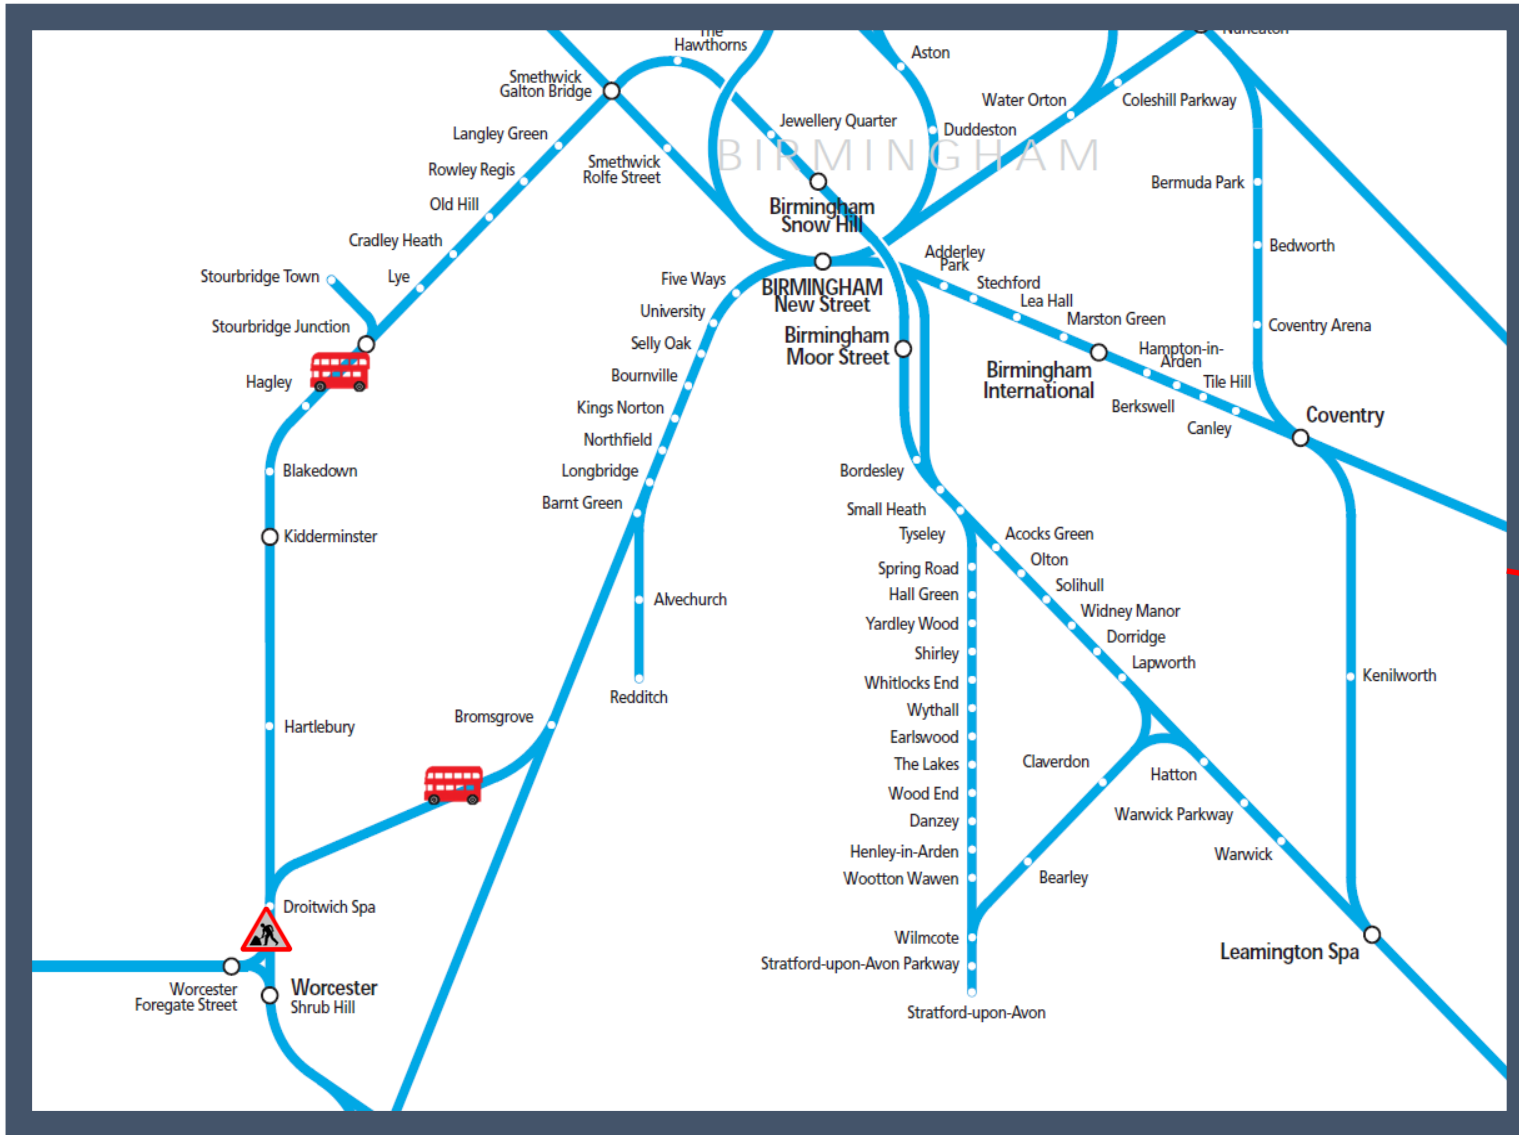 The
Hawthorns
Nuneaton
Aston
Smethwick
Galton Bridge
Water Orton
Coleshill Parkway
Jewellery Quarter
Duddeston
Langley Green
BIRMINGHAM
Smethwick
Rolfe Street
Rowley Regis
Bermuda Park
Old Hill
Birmingham
Snow Hill
Cradley Heath
Bedworth
Adderley
Park
Stourbridge Town
Lye
Five Ways
Stechford
BIRMINGHAM
New Street
Lea Hall
University
Marston Green
Coventry Arena
Stourbridge Junction
Birmingham
Moor Street
Selly Oak
Hampton-in-
Arden
Birmingham
International
Bournville
Hagley
Tile Hill
Kings Norton
Berkswell
Coventry
Canley
Northfield
Longbridge
Bordesley
Blakedown
Barnt Green
Small Heath
Kidderminster
Tyseley
Acocks Green
Olton
Spring Road
Solihull
Hall Green
Alvechurch
Widney Manor
Yardley Wood
Dorridge
Shirley
Lapworth
Kenilworth
Whitlocks End
Redditch
Wythall
Bromsgrove
Hartlebury
Earlswood
Claverdon
The Lakes
Hatton
Wood End
Warwick Parkway
Danzey
Henley-in-Arden
Warwick
Wootton Wawen
Bearley
Droitwich Spa
Wilmcote
Leamington Spa
Stratford-upon-Avon Parkway
Worcester
Foregate Street
Worcester
Shrub Hill
Stratford-upon-Avon